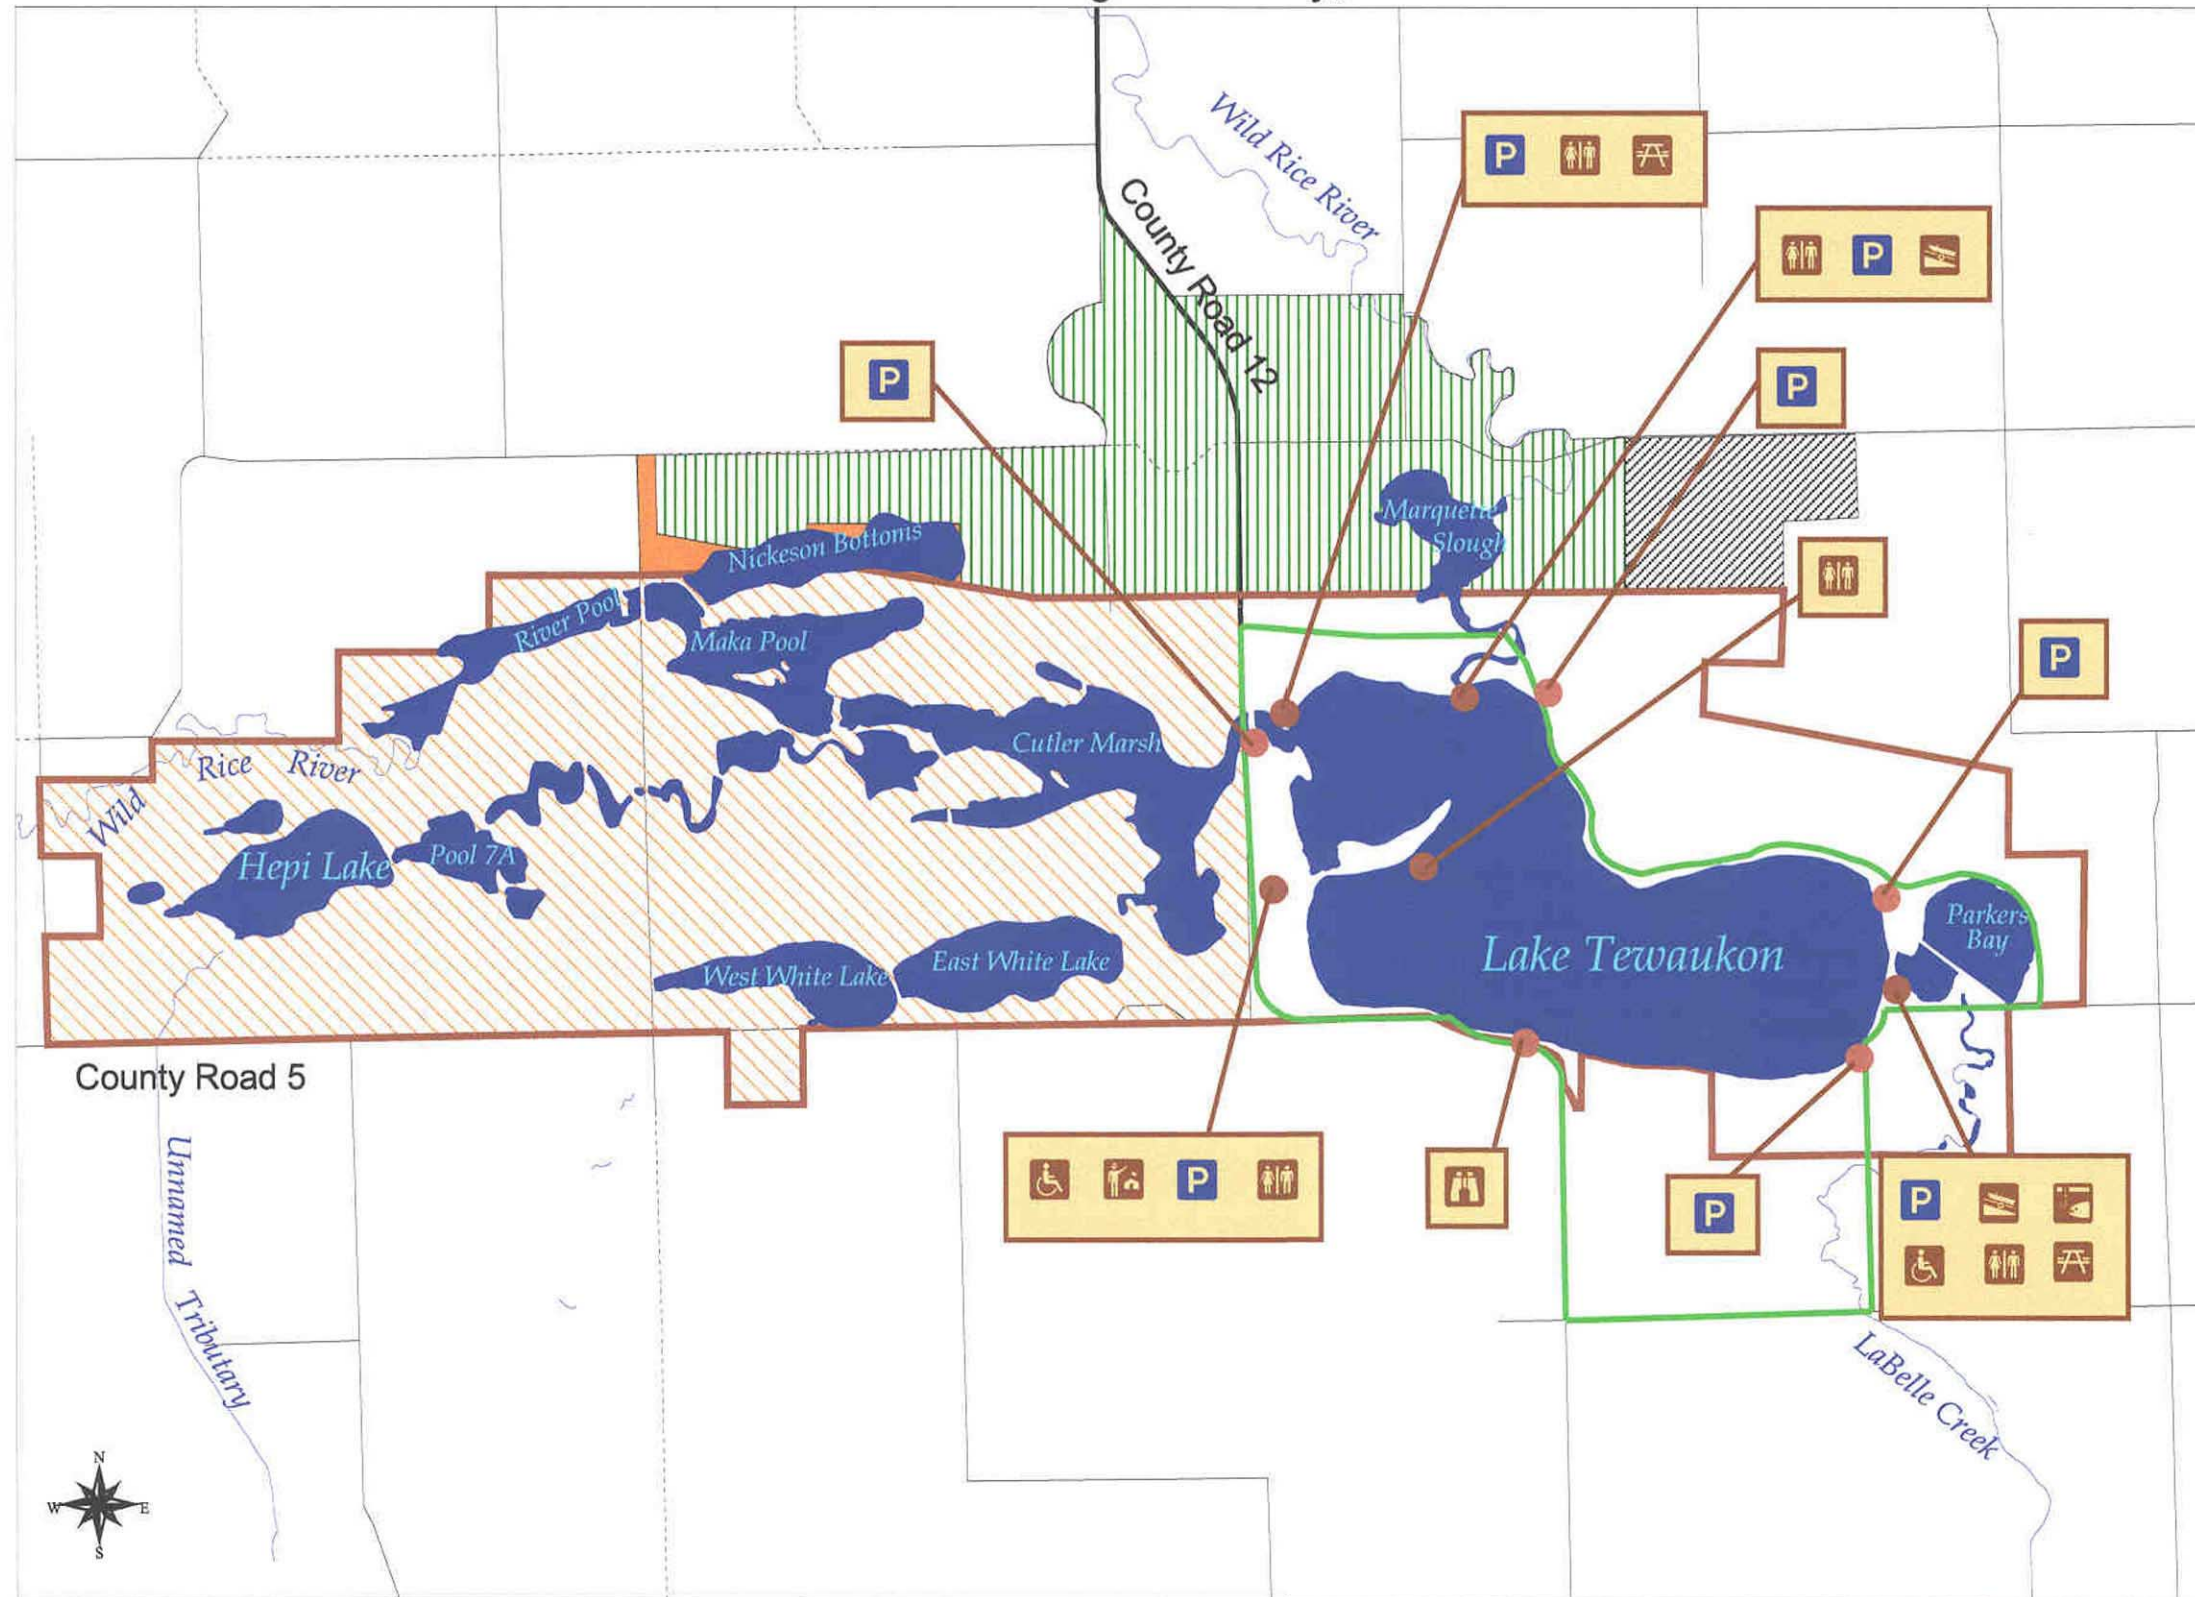 Wild Rice River
County Road 12
P
P
P
P
Marquette
Slough
Nickeson Bottoms
River Pool
Maka Pool
P
Cutler Marsh
Wild Rice River
Hepi Lake
Pool 7A
Parkers
Bay
Lake Tewaukon
West White Lake
East White Lake
County Road 5
P
P
P
Unnamed Tributary
LaBelle Creek
N
W E
S